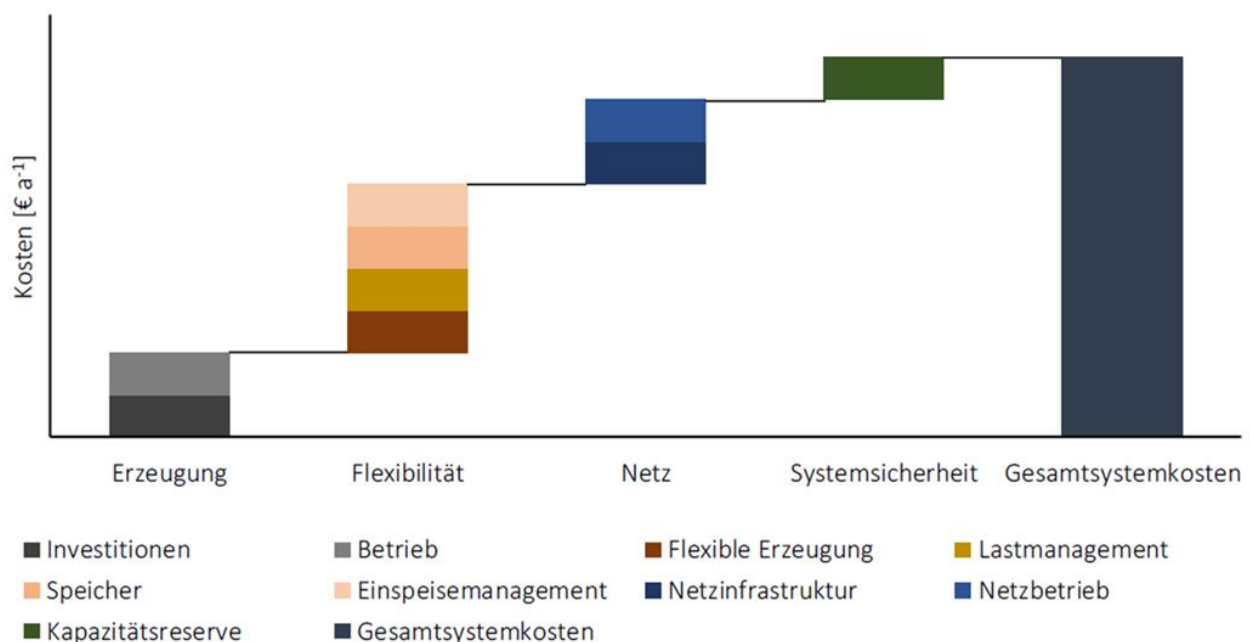 Kosten [€ a⁻¹]
Erzeugung Flexibilität Netz Systemsicherheit Gesamtsystemkosten
Investitionen Betrieb Flexible Erzeugung Lastmanagement
Speicher Einspeisemanagement Netzinfrastruktur Netzbetrieb
Kapazitätsreserve Gesamtsystemkosten